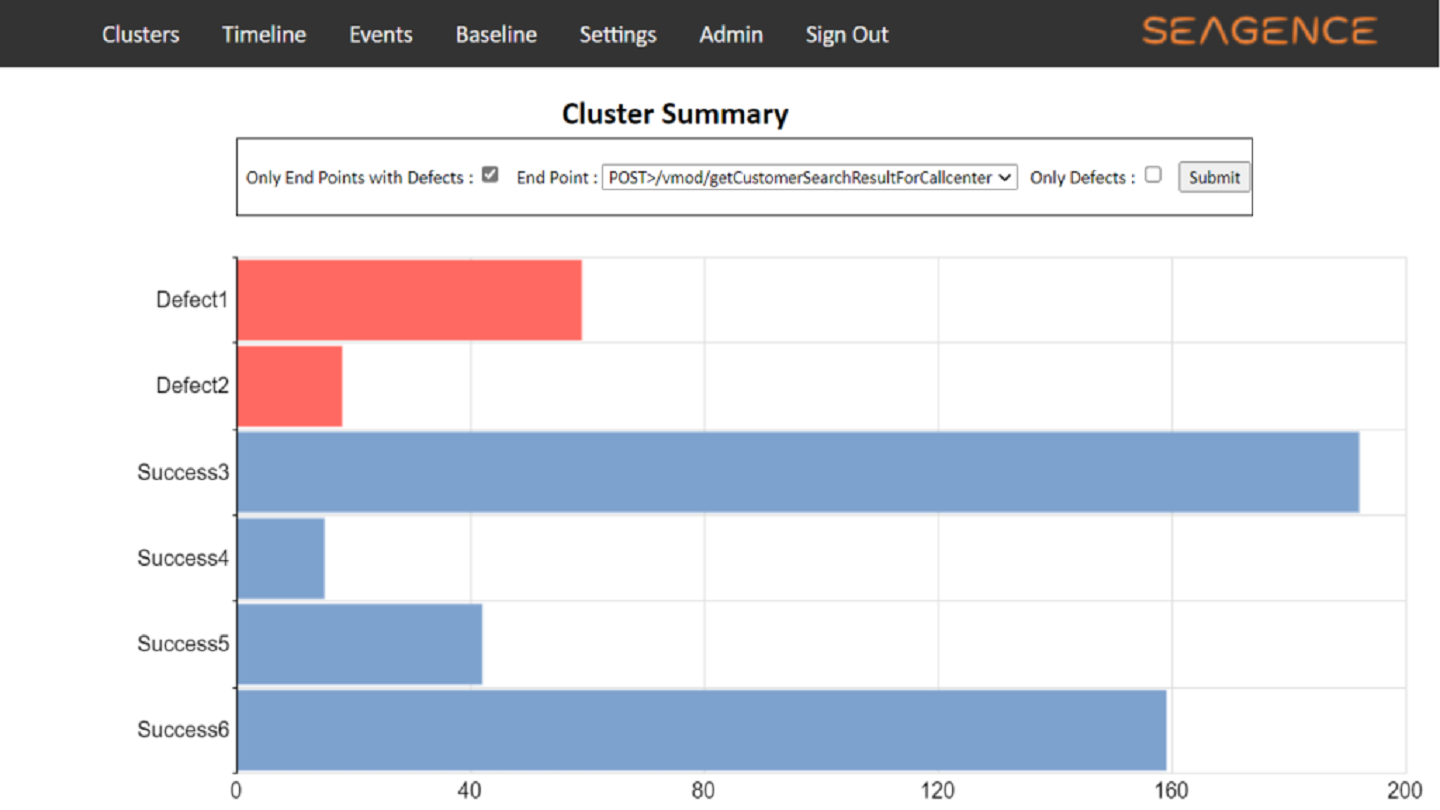 Clusters Timeline Events Baseline Settings Admin Sign Out SEAGENCE
Cluster Summary
Only End Points with Defects : End Point : POST>/vmod/getCustomerSearchResultForCallcenter Only Defects : Submit
Defect1
Defect2
Success3
Success4
Success5
Success6
0 40 80 120 160 200